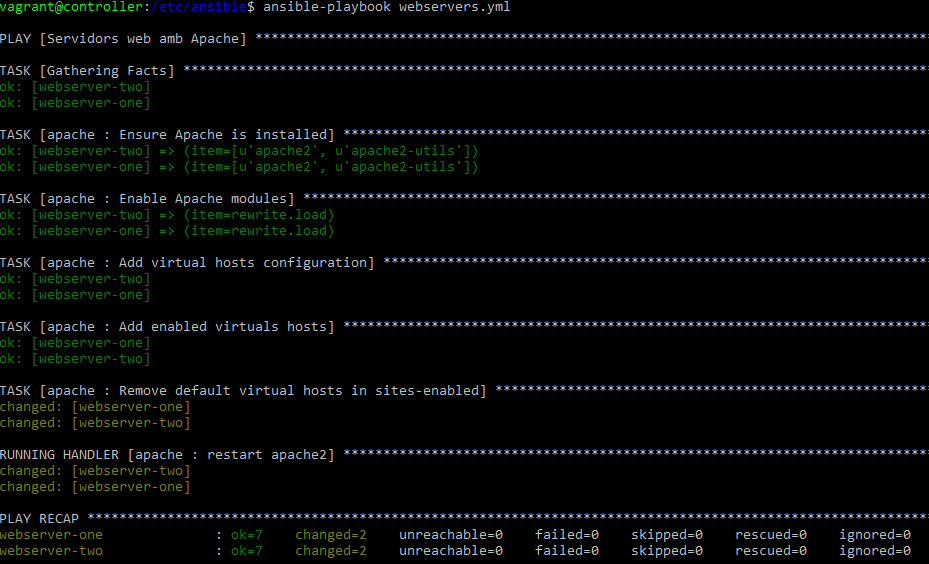 vagrant@controller:/etc/ansible$ ansible-playbook webservers.yml
PLAY [Servidors web amb Apache] ************************************************************************************
TASK [Gathering Facts] *********************************************************************************************
ok: [webserver-two]
ok: [webserver-one]
TASK [apache : Ensure Apache is installed] *************************************************************************
ok: [webserver-two] => (item=[u'apache2', u'apache2-utils'])
ok: [webserver-one] => (item=[u'apache2', u'apache2-utils'])
TASK [apache : Enable Apache modules] ******************************************************************************
ok: [webserver-two] => (item=rewrite.load)
ok: [webserver-one] => (item=rewrite.load)
TASK [apache : Add virtual hosts configuration] ********************************************************************
ok: [webserver-two]
ok: [webserver-one]
TASK [apache : Add enabled virtuals hosts] *************************************************************************
ok: [webserver-one]
ok: [webserver-two]
TASK [apache : Remove default virtual hosts in sites-enabled] ******************************************************
changed: [webserver-one]
changed: [webserver-two]
RUNNING HANDLER [apache : restart apache2] *************************************************************************
changed: [webserver-two]
changed: [webserver-one]
PLAY RECAP *********************************************************************************************************
webserver-one : ok=7 changed=2 unreachable=0 failed=0 skipped=0 rescued=0 ignored=0
webserver-two : ok=7 changed=2 unreachable=0 failed=0 skipped=0 rescued=0 ignored=0